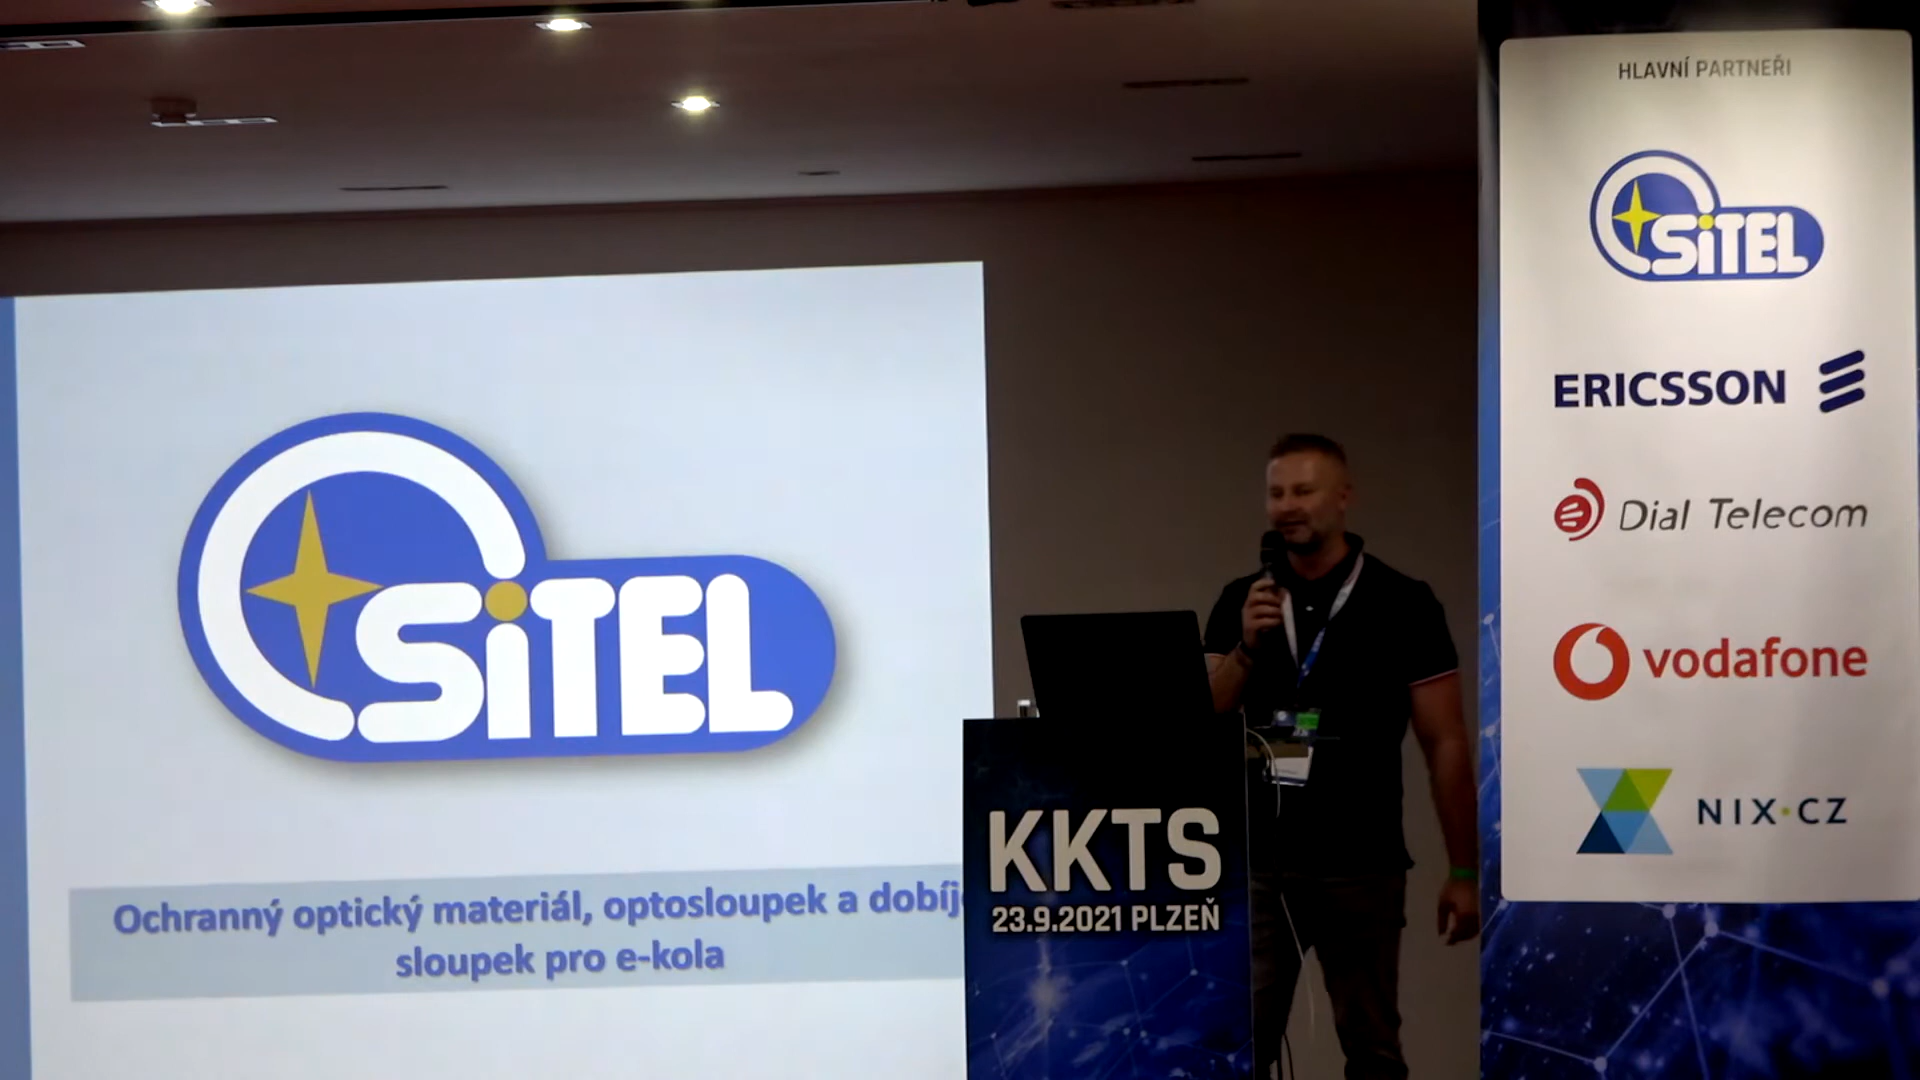 SiTEL
Ochranný optický materiál, optosloupek a
sloupek pro e-kola
KKTS
23.9.2021 PLZEŇ
HLAVNÍ PARTNEŘI
SiTEL
ERICSSON
Dial Telecom
vodafone
NIX•CZ